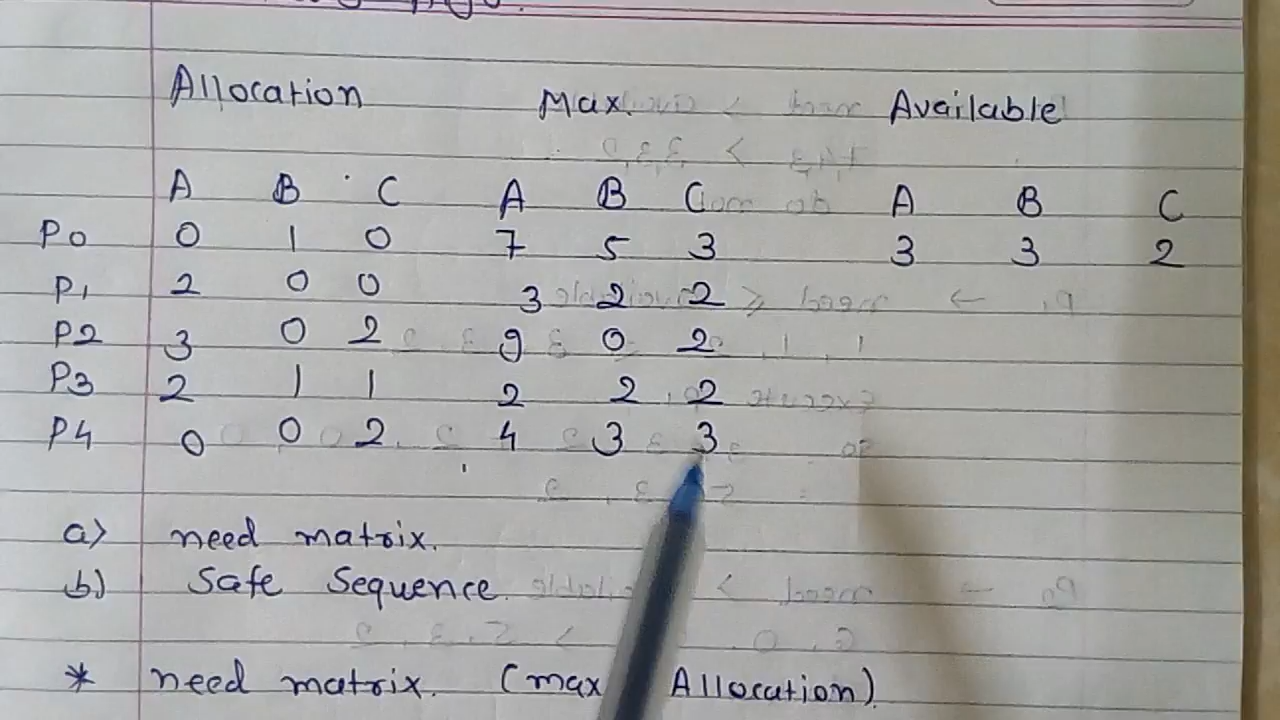 Allocation Max. Available
A B C A B C A B C
P0 0 1 0 7 5 3 3 3 2
P1 2 0 0 3 2 2
P2 3 0 2 9 0 2
P3 2 1 1 2 2 2
P4 0 0 2 4 3 3
a) need matrix.
b) Safe Sequence.
* need matrix. (max Allocation)